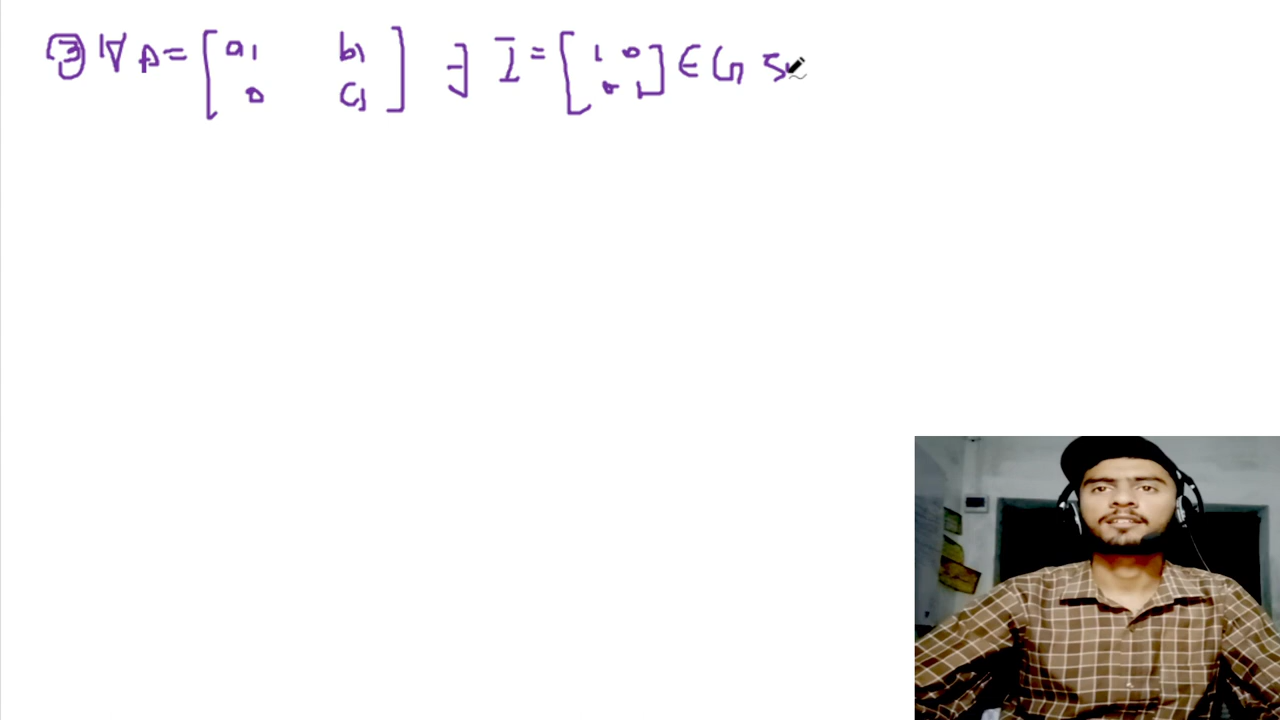 ③ ∀ A = [ a1 b1 ] ∃ I = [ 1 0 ] ∈ G
[ 0 c1 ] [ 0 1 ]